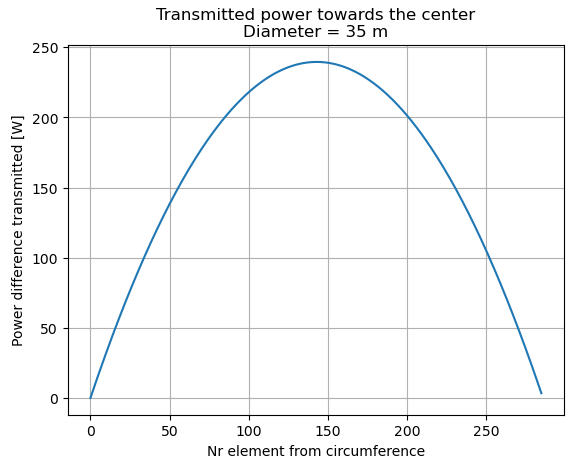 Transmitted power towards the center
Diameter = 35 m
Power difference transmitted [W]
250
200
150
100
50
0
0 50 100 150 200 250
Nr element from circumference